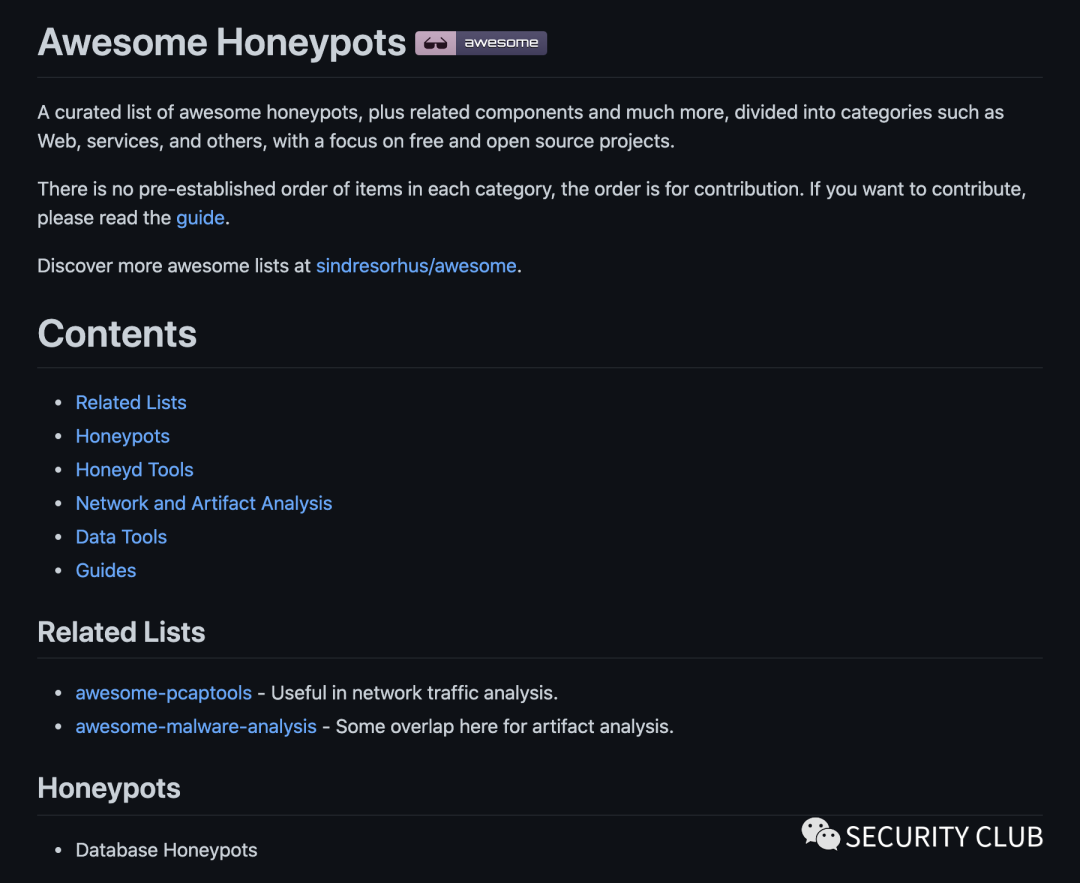 Awesome Honeypots awesome
A curated list of awesome honeypots, plus related components and much more, divided into categories such as
Web, services, and others, with a focus on free and open source projects.
There is no pre-established order of items in each category, the order is for contribution. If you want to contribute,
please read the guide.
Discover more awesome lists at sindresorhus/awesome.
Contents
• Related Lists
• Honeypots
• Honeyd Tools
• Network and Artifact Analysis
• Data Tools
• Guides
Related Lists
• awesome-pcaptools - Useful in network traffic analysis.
• awesome-malware-analysis - Some overlap here for artifact analysis.
Honeypots
• Database Honeypots
SECURITY CLUB